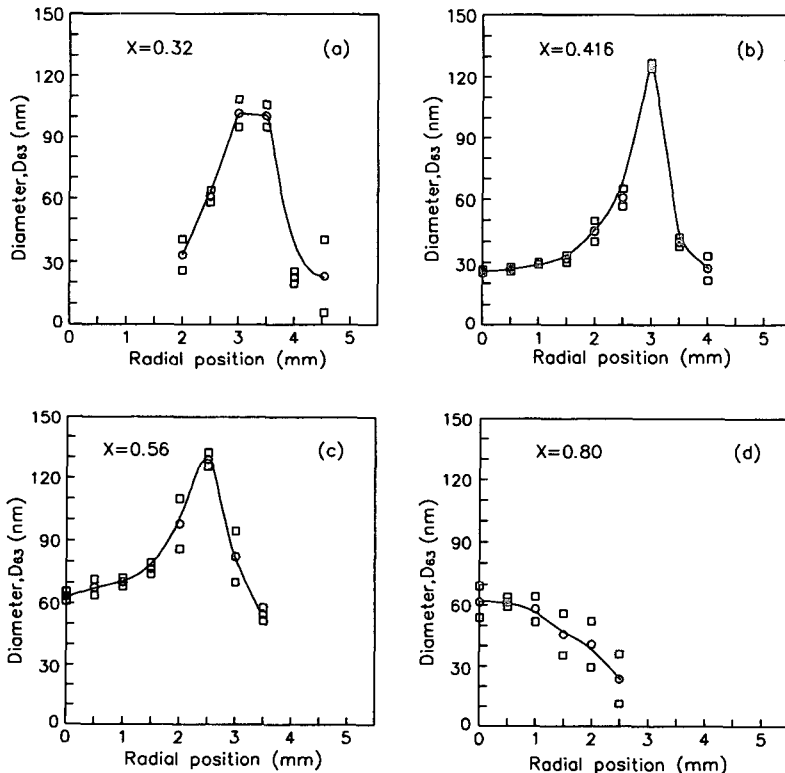 X=0.32 (a)
150
120
90
60
30
0
Diameter, D₆₃ (nm)
0 1 2 3 4 5
Radial position (mm)
X=0.416 (b)
150
120
90
60
30
0
Diameter, D₆₃ (nm)
0 1 2 3 4 5
Radial position (mm)
X=0.56 (c)
150
120
90
60
30
0
Diameter, D₆₃ (nm)
0 1 2 3 4 5
Radial position (mm)
X=0.80 (d)
150
120
90
60
30
0
Diameter, D₆₃ (nm)
0 1 2 3 4 5
Radial position (mm)